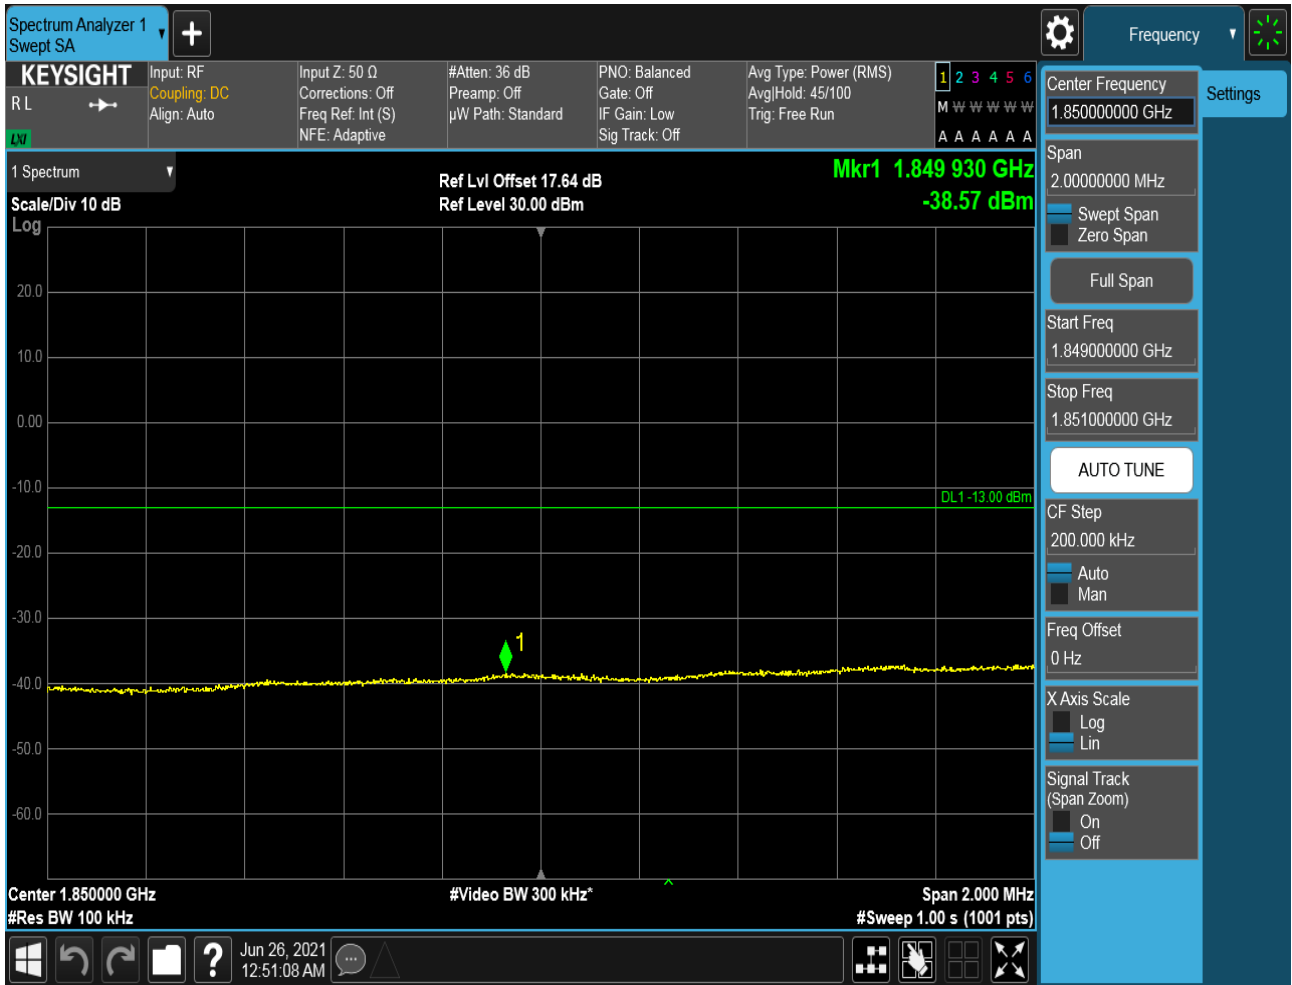 Spectrum Analyzer 1
Swept SA
Frequency
KEYSIGHT
R L
LXI
Input: RF
Coupling: DC
Align: Auto
Input Z: 50 Ω
Corrections: Off
Freq Ref: Int (S)
NFE: Adaptive
#Atten: 36 dB
Preamp: Off
µW Path: Standard
PNO: Balanced
Gate: Off
IF Gain: Low
Sig Track: Off
Avg Type: Power (RMS)
Avg|Hold: 45/100
Trig: Free Run
1 2 3 4 5 6
M W W W W W
A A A A A A
1 Spectrum
Scale/Div 10 dB
Log
Ref Lvl Offset 17.64 dB
Ref Level 30.00 dBm
Mkr1 1.849 930 GHz
-38.57 dBm
20.0
10.0
0.00
-10.0
DL1 -13.00 dBm
-20.0
-30.0
1
-40.0
-50.0
-60.0
Center 1.850000 GHz
#Res BW 100 kHz
#Video BW 300 kHz*
Span 2.000 MHz
#Sweep 1.00 s (1001 pts)
Jun 26, 2021
12:51:08 AM
Center Frequency
1.850000000 GHz
Settings
Span
2.00000000 MHz
Swept Span
Zero Span
Full Span
Start Freq
1.849000000 GHz
Stop Freq
1.851000000 GHz
AUTO TUNE
CF Step
200.000 kHz
Auto
Man
Freq Offset
0 Hz
X Axis Scale
Log
Lin
Signal Track
(Span Zoom)
On
Off